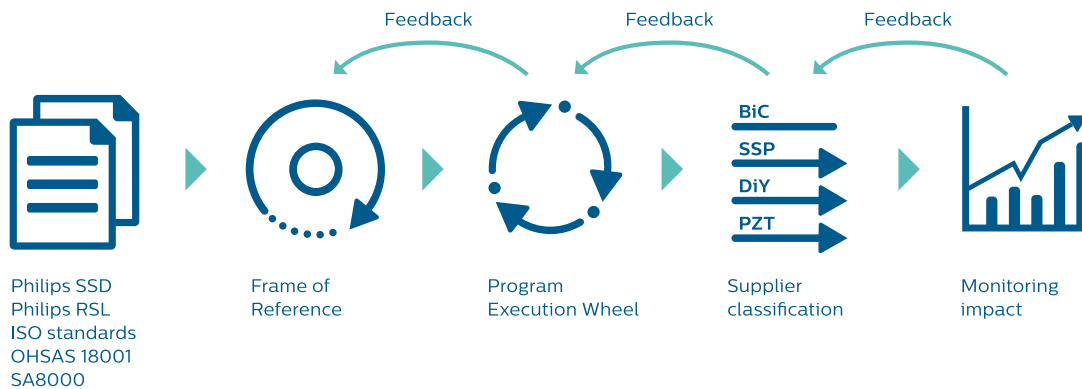 Feedback
Feedback
Feedback
BiC
SSP
DiY
PZT
Philips SSD
Philips RSL
ISO standards
OHSAS 18001
SA8000
Frame of
Reference
Program
Execution Wheel
Supplier
classification
Monitoring
impact